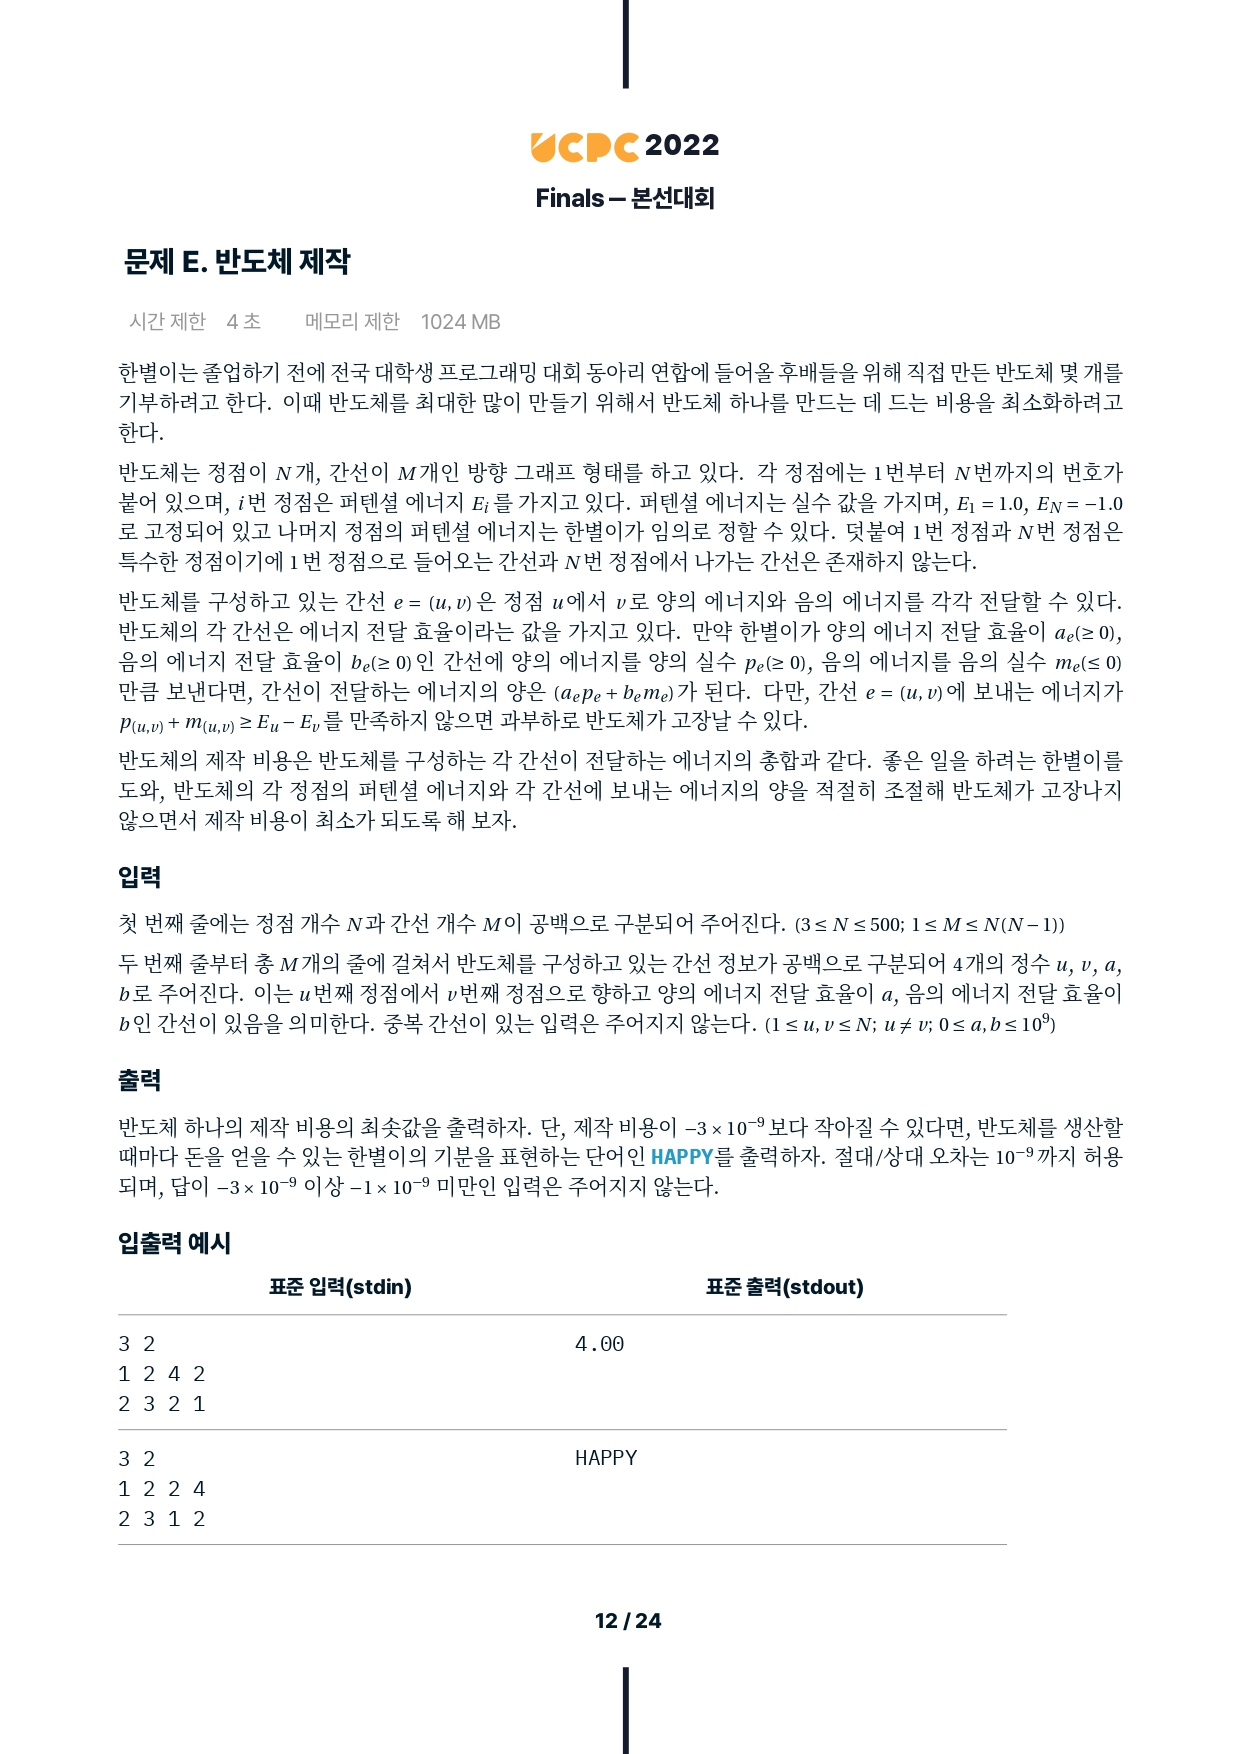 UCPC 2022
Finals — 본선대회
문제 E. 반도체 제작
시간 제한 4 초 메모리 제한 1024 MB
한별이는 졸업하기 전에 전국 대학생 프로그래밍 대회 동아리 연합에 들어올 후배들을 위해 직접 만든 반도체 몇 개를
기부하려고 한다. 이때 반도체를 최대한 많이 만들기 위해서 반도체 하나를 만드는 데 드는 비용을 최소화하려고
한다.
반도체는 정점이 N개, 간선이 M개인 방향 그래프 형태를 하고 있다. 각 정점에는 1번부터 N번까지의 번호가
붙어 있으며, i번 정점은 퍼텐셜 에너지 E_i를 가지고 있다. 퍼텐셜 에너지는 실수 값을 가지며, E_1 = 1.0, E_N = −1.0
로 고정되어 있고 나머지 정점의 퍼텐셜 에너지는 한별이가 임의로 정할 수 있다. 덧붙여 1번 정점과 N번 정점은
특수한 정점이기에 1번 정점으로 들어오는 간선과 N번 정점에서 나가는 간선은 존재하지 않는다.
반도체를 구성하고 있는 간선 e = (u, v)은 정점 u에서 v로 양의 에너지와 음의 에너지를 각각 전달할 수 있다.
반도체의 각 간선은 에너지 전달 효율이라는 값을 가지고 있다. 만약 한별이가 양의 에너지 전달 효율이 a_e(≥ 0),
음의 에너지 전달 효율이 b_e(≥ 0)인 간선에 양의 에너지를 양의 실수 p_e(≥ 0), 음의 에너지를 음의 실수 m_e(≤ 0)
만큼 보낸다면, 간선이 전달하는 에너지의 양은 (a_e p_e + b_e m_e)가 된다. 다만, 간선 e = (u, v)에 보내는 에너지가
p_(u,v) + m_(u,v) ≥ E_u − E_v를 만족하지 않으면 과부하로 반도체가 고장날 수 있다.
반도체의 제작 비용은 반도체를 구성하는 각 간선이 전달하는 에너지의 총합과 같다. 좋은 일을 하려는 한별이를
도와, 반도체의 각 정점의 퍼텐셜 에너지와 각 간선에 보내는 에너지의 양을 적절히 조절해 반도체가 고장나지
않으면서 제작 비용이 최소가 되도록 해 보자.
입력
첫 번째 줄에는 정점 개수 N과 간선 개수 M이 공백으로 구분되어 주어진다. (3 ≤ N ≤ 500; 1 ≤ M ≤ N(N − 1))
두 번째 줄부터 총 M개의 줄에 걸쳐서 반도체를 구성하고 있는 간선 정보가 공백으로 구분되어 4개의 정수 u, v, a,
b로 주어진다. 이는 u번째 정점에서 v번째 정점으로 향하고 양의 에너지 전달 효율이 a, 음의 에너지 전달 효율이
b인 간선이 있음을 의미한다. 중복 간선이 있는 입력은 주어지지 않는다. (1 ≤ u, v ≤ N; u ≠ v; 0 ≤ a, b ≤ 10^9)
출력
반도체 하나의 제작 비용의 최솟값을 출력하자. 단, 제작 비용이 −3 × 10^−9보다 작아질 수 있다면, 반도체를 생산할
때마다 돈을 얻을 수 있는 한별이의 기분을 표현하는 단어인 HAPPY를 출력하자. 절대/상대 오차는 10^−9까지 허용
되며, 답이 −3 × 10^−9 이상 −1 × 10^−9 미만인 입력은 주어지지 않는다.
입출력 예시
표준 입력(stdin) 표준 출력(stdout)
3 2 4.00
1 2 4 2
2 3 2 1
3 2 HAPPY
1 2 2 4
2 3 1 2
12 / 24